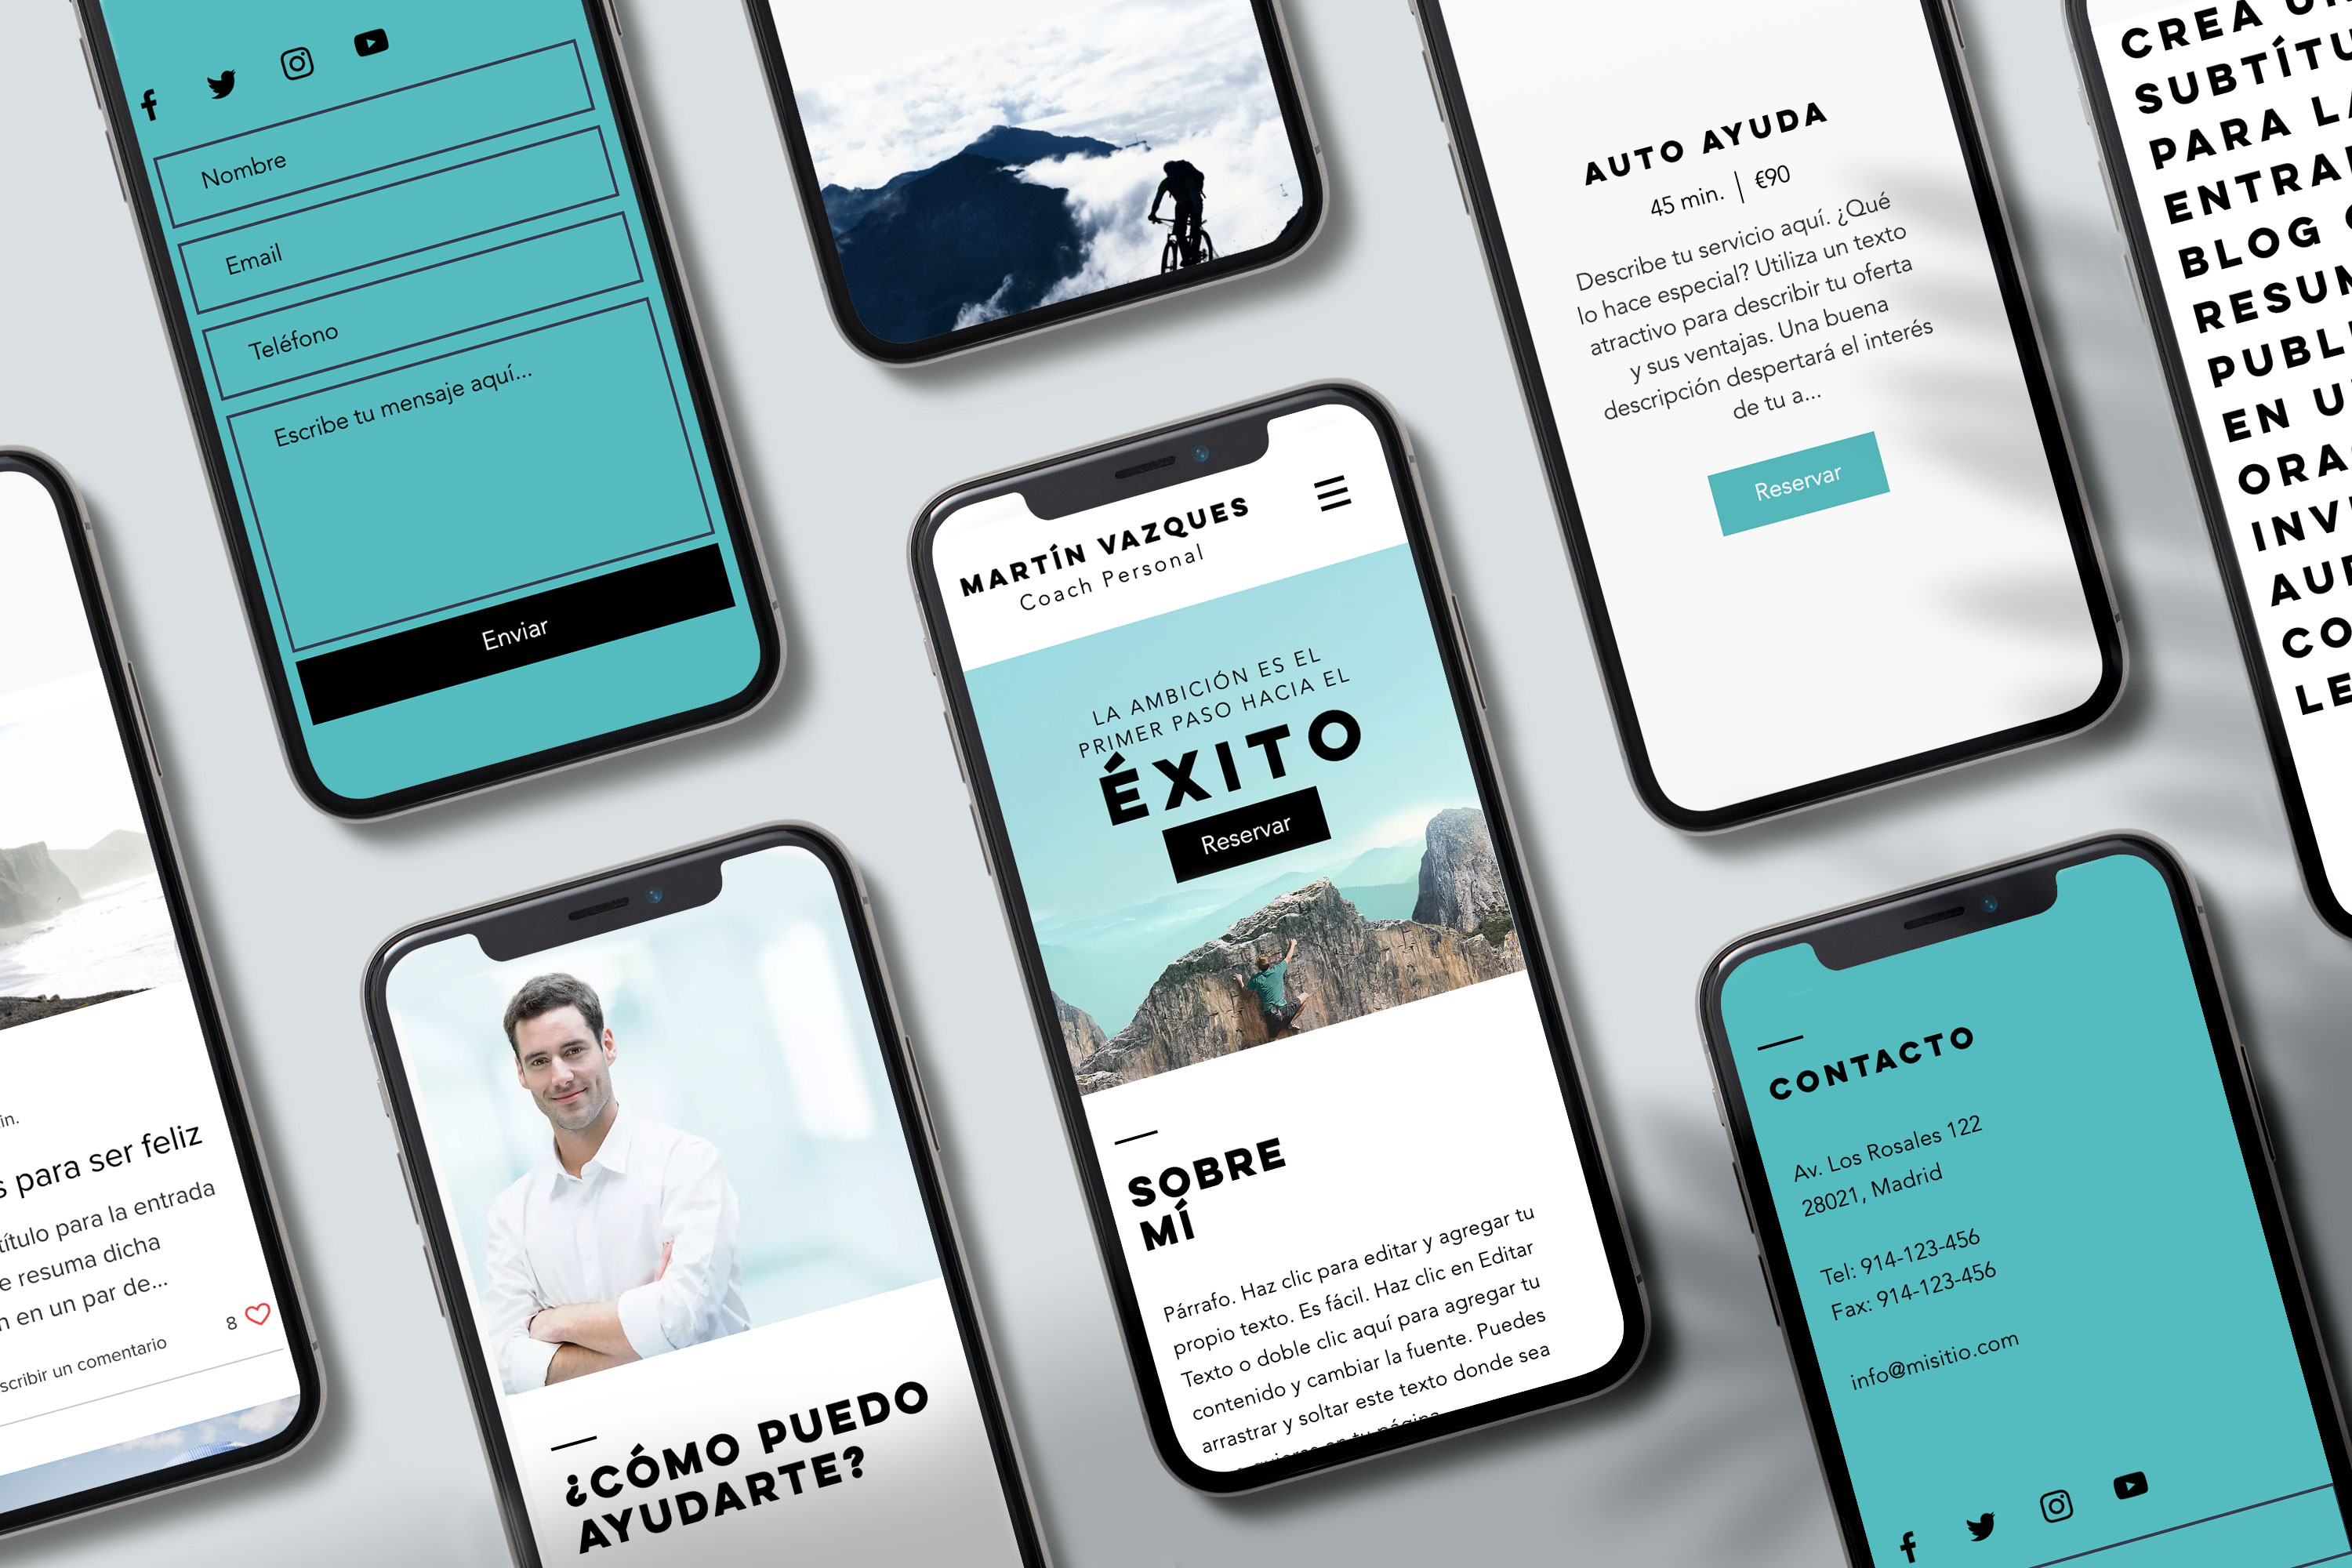 Nombre
Email
Teléfono
Escribe tu mensaje aquí...
Enviar
para ser feliz
título para la entrada
resuma dicha
en un par de...
un comentario
8
¿CÓMO PUEDO
AYUDARTE?
MARTÍN VAZQUES
Coach Personal
LA AMBICIÓN ES EL
PRIMER PASO HACIA EL
ÉXITO
Reservar
SOBRE
MÍ
Párrafo. Haz clic para editar y agregar tu
propio texto. Es fácil. Haz clic en Editar
Texto o doble clic aquí para agregar tu
contenido y cambiar la fuente. Puedes
arrastrar y soltar este texto donde sea
AUTO AYUDA
45 min. | €90
Describe tu servicio aquí. ¿Qué
lo hace especial? Utiliza un texto
atractivo para describir tu oferta
y sus ventajas. Una buena
descripción despertará el interés
de tu a...
Reservar
CONTACTO
Av. Los Rosales 122
28021, Madrid
Tel: 914-123-456
Fax: 914-123-456
info@misitio.com
CREA
PARA
BLOG
EN